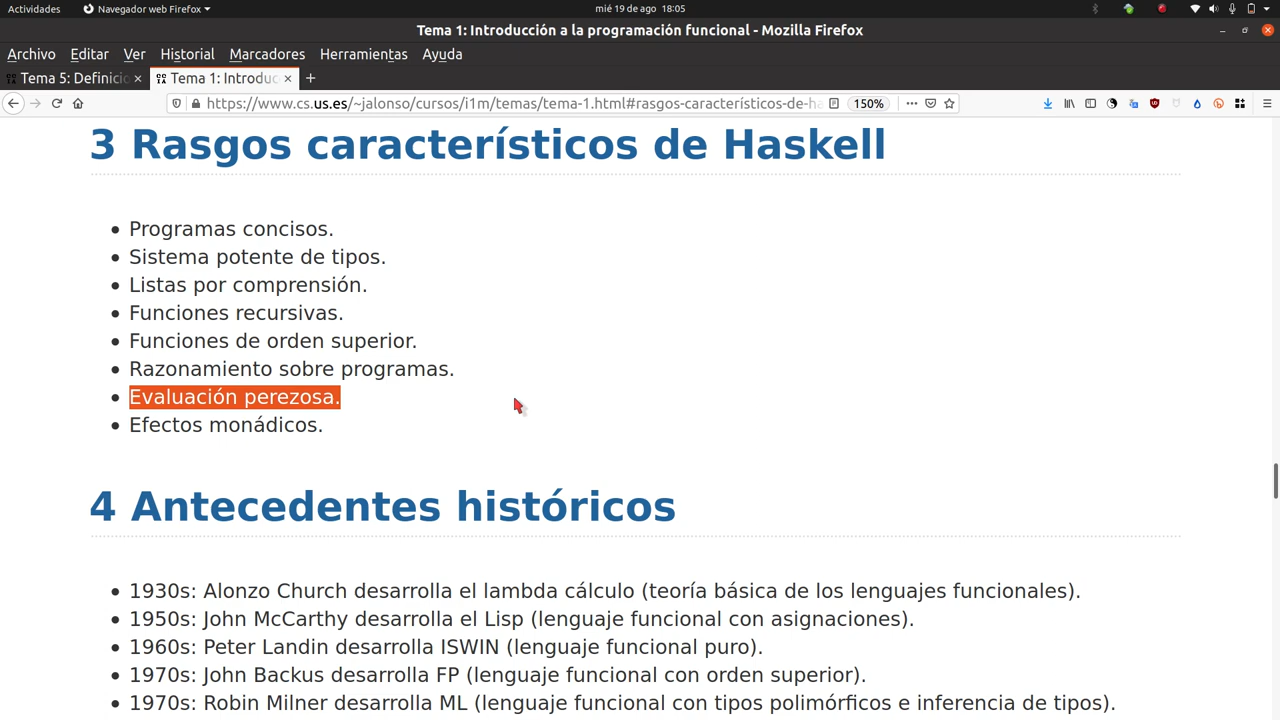 Actividades Navegador web Firefox mié 19 de ago 18:05
Tema 1: Introducción a la programación funcional - Mozilla Firefox
Archivo Editar Ver Historial Marcadores Herramientas Ayuda
Tema 5: Definicio Tema 1: Introduc
https://www.cs.us.es/~jalonso/cursos/i1m/temas/tema-1.html#rasgos-característicos-de-ha 150%
3 Rasgos característicos de Haskell
• Programas concisos.
• Sistema potente de tipos.
• Listas por comprensión.
• Funciones recursivas.
• Funciones de orden superior.
• Razonamiento sobre programas.
• Evaluación perezosa.
• Efectos monádicos.
4 Antecedentes históricos
• 1930s: Alonzo Church desarrolla el lambda cálculo (teoría básica de los lenguajes funcionales).
• 1950s: John McCarthy desarrolla el Lisp (lenguaje funcional con asignaciones).
• 1960s: Peter Landin desarrolla ISWIN (lenguaje funcional puro).
• 1970s: John Backus desarrolla FP (lenguaje funcional con orden superior).
• 1970s: Robin Milner desarrolla ML (lenguaje funcional con tipos polimórficos e inferencia de tipos).